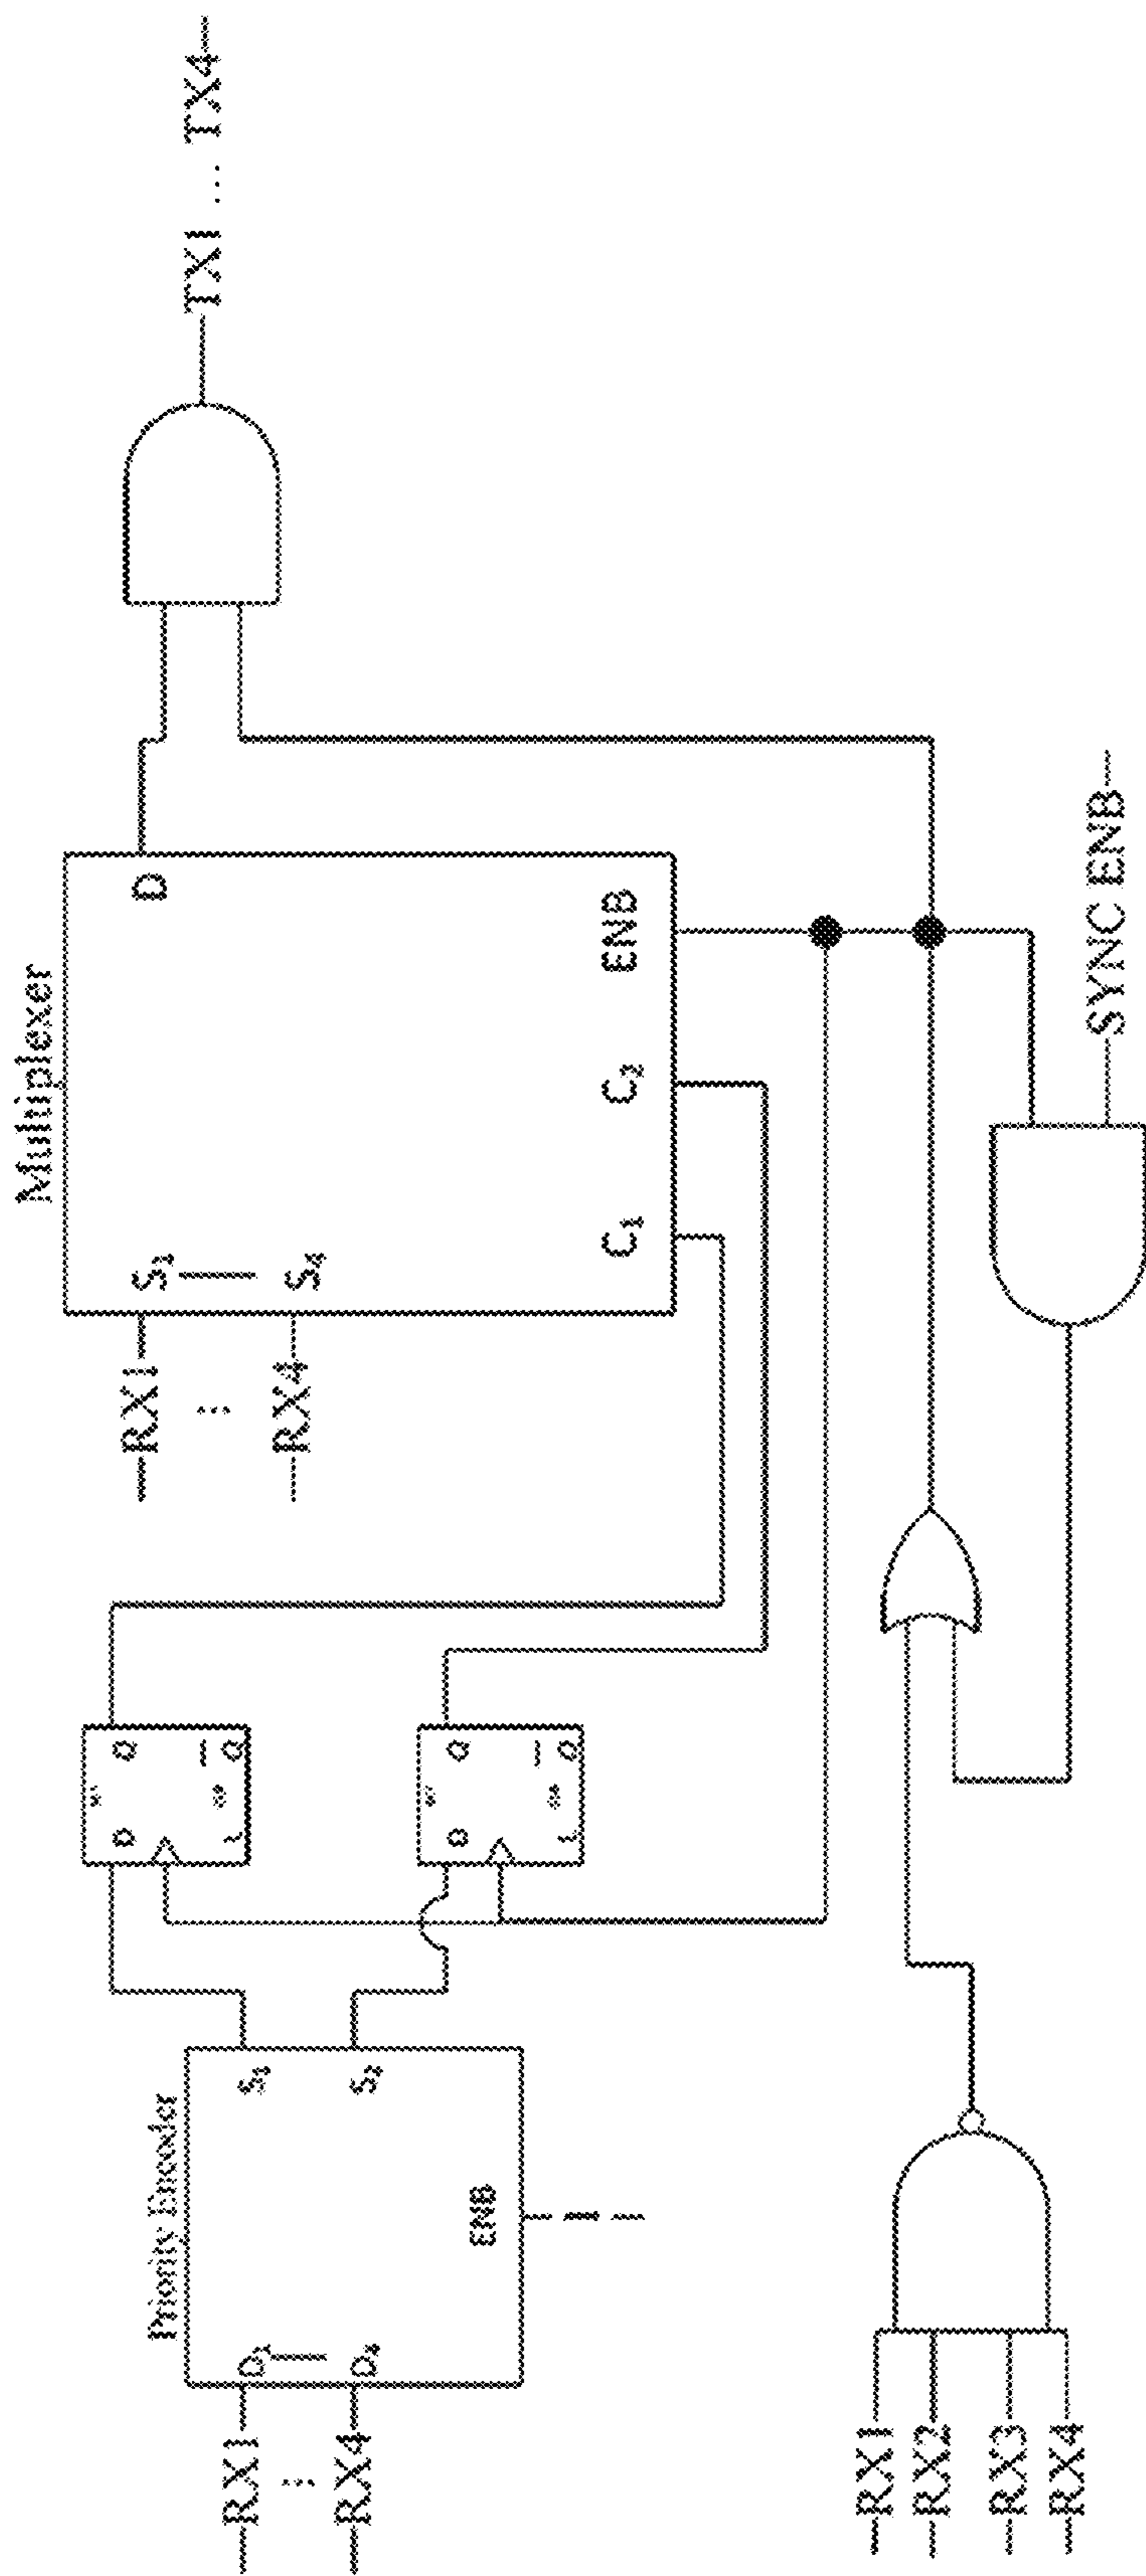 Priority Encoder
RX1
⋮
RX4
D₁
D₄
S₁
S₂
ENB
D
Q
Q
D
Q
Q
Multiplexer
RX1
⋮
RX4
S₁
S₄
D
C₁
C₂
ENB
TX1 ... TX4
RX1
RX2
RX3
RX4
SYNC ENB